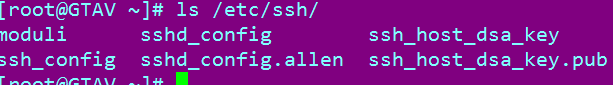 [root@GTAV ~]# ls /etc/ssh/
moduli      sshd_config        ssh_host_dsa_key
ssh_config  sshd_config.allen  ssh_host_dsa_key.pub
[root@GTAV ~]#